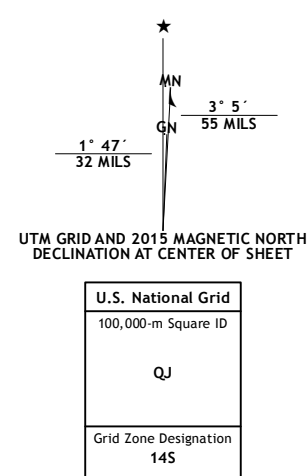 ★
MN
3° 5´
55 MILS
GN
1° 47´
32 MILS
UTM GRID AND 2015 MAGNETIC NORTH
DECLINATION AT CENTER OF SHEET
U.S. National Grid
100,000-m Square ID
QJ
Grid Zone Designation
14S